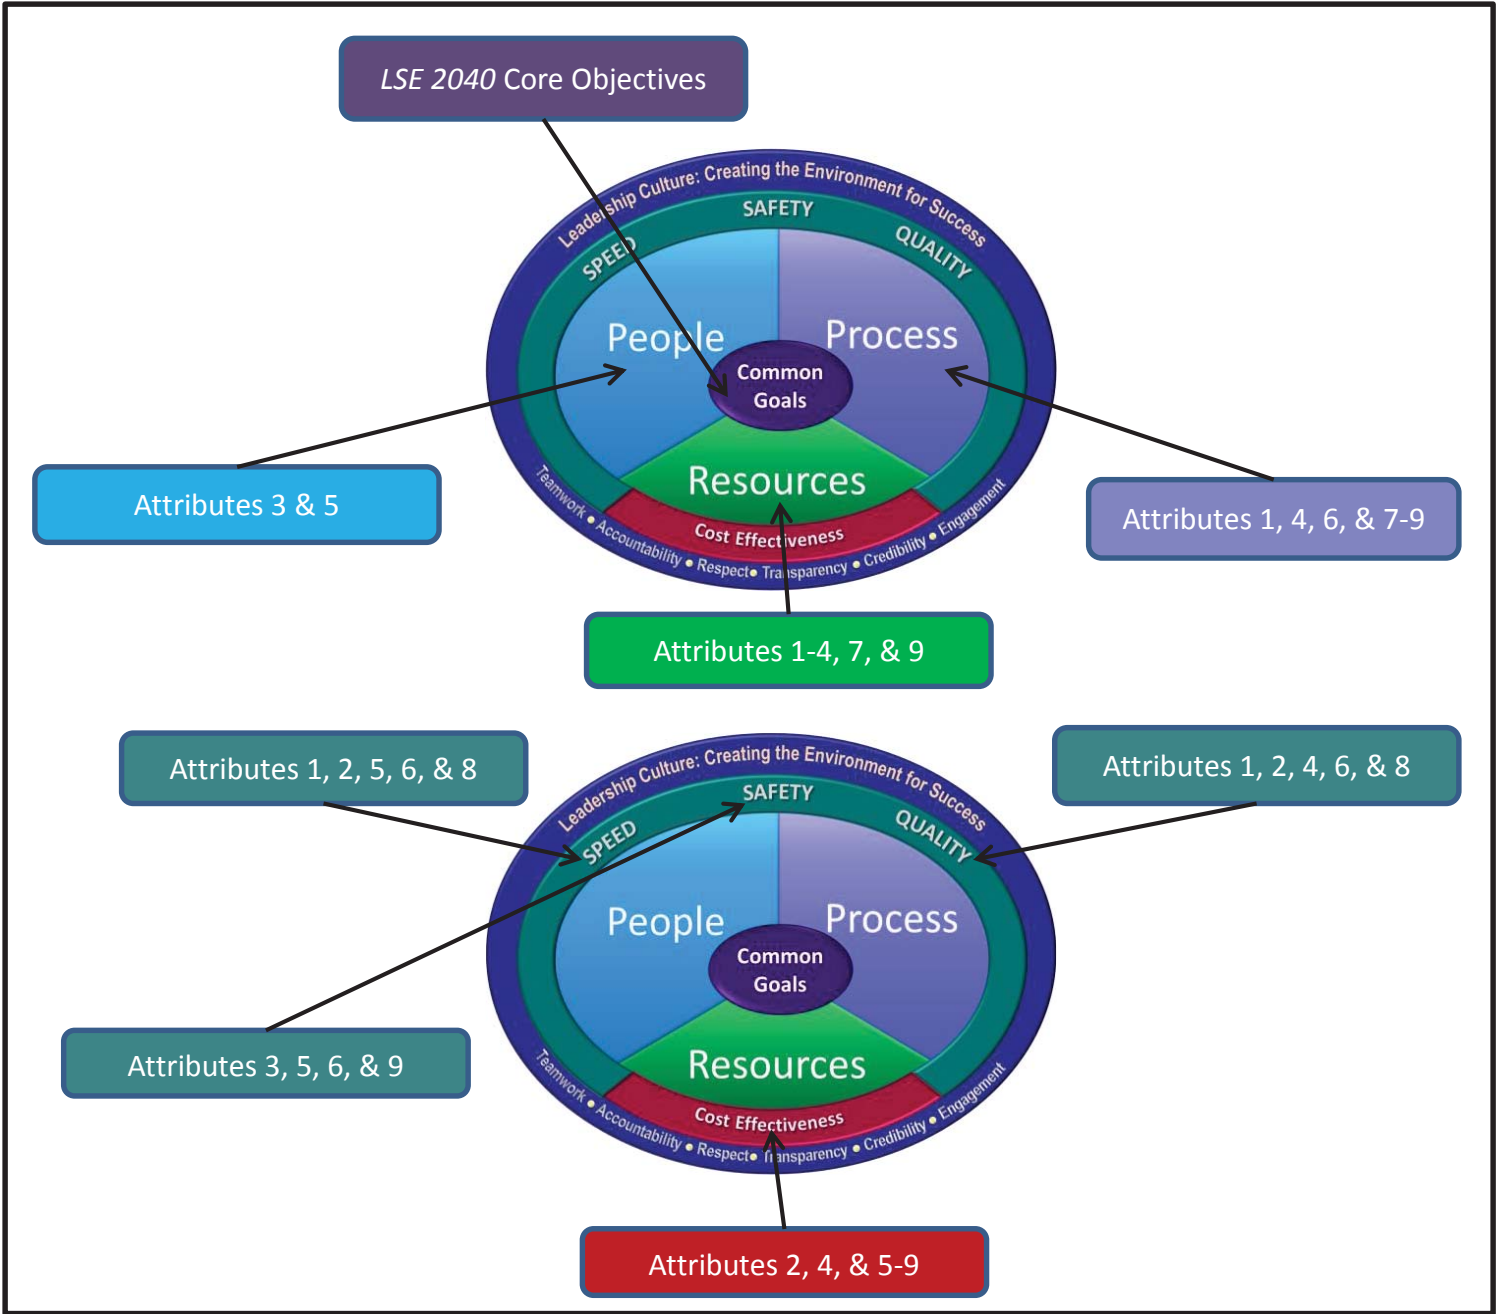 LSE 2040 Core Objectives
Leadership Culture: Creating the Environment for Success
SAFETY
SPEED
QUALITY
People
Process
Common
Goals
Resources
Cost Effectiveness
Teamwork • Accountability • Respect• Transparency • Credibility • Engagement
Attributes 3 & 5
Attributes 1, 4, 6, & 7-9
Attributes 1-4, 7, & 9
Attributes 1, 2, 5, 6, & 8
Attributes 1, 2, 4, 6, & 8
Leadership Culture: Creating the Environment for Success
SAFETY
SPEED
QUALITY
People
Process
Common
Goals
Resources
Cost Effectiveness
Teamwork • Accountability • Respect• Transparency • Credibility • Engagement
Attributes 3, 5, 6, & 9
Attributes 2, 4, & 5-9